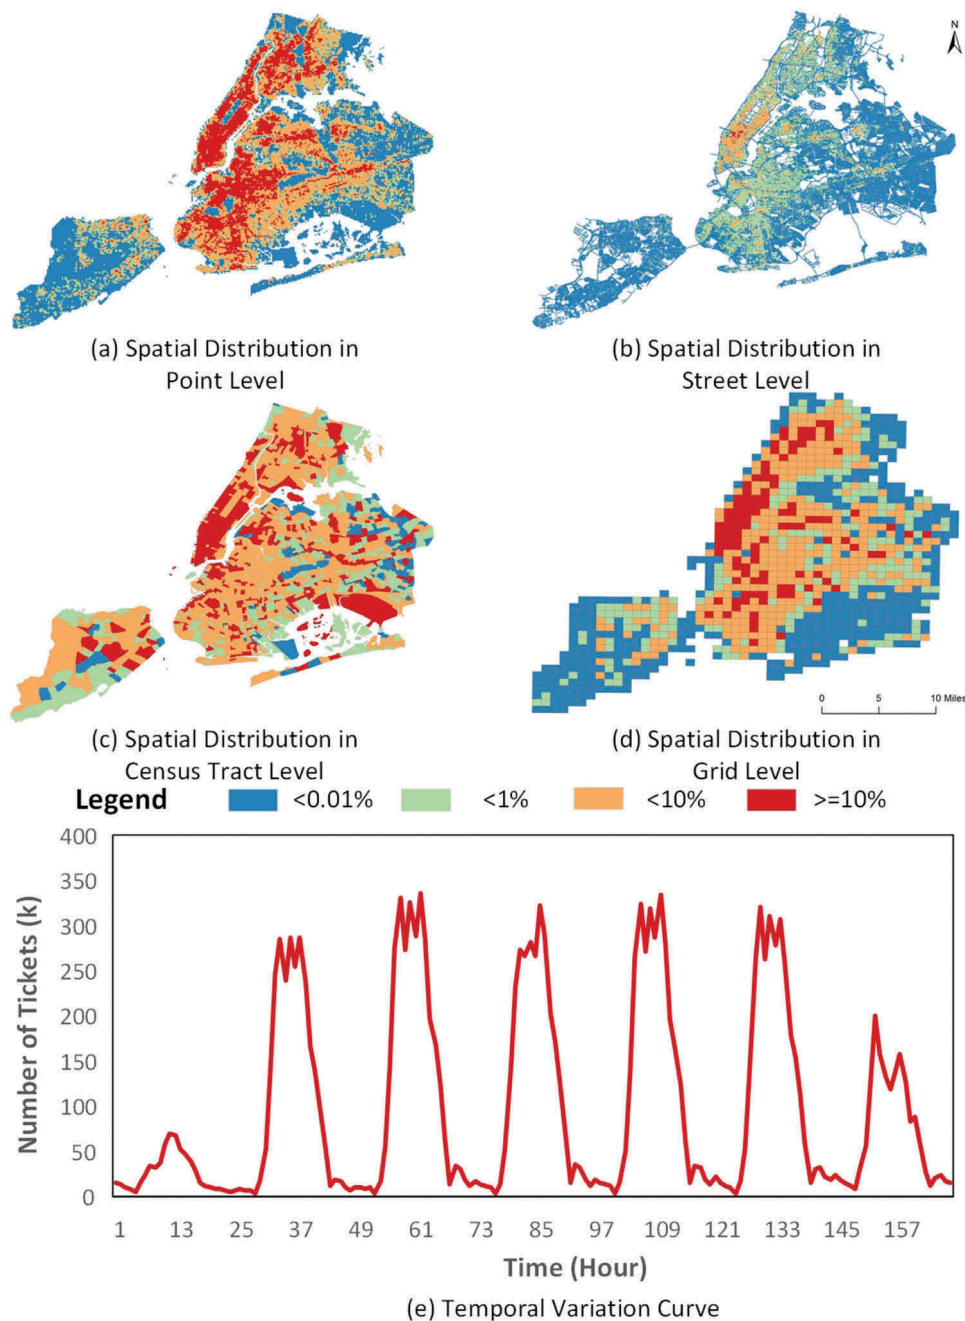 N
(a) Spatial Distribution in
Point Level
(b) Spatial Distribution in
Street Level
0 5 10 Miles
(c) Spatial Distribution in
Census Tract Level
(d) Spatial Distribution in
Grid Level
Legend <0.01% <1% <10% >=10%
400
350
300
250
200
150
100
50
0
Number of Tickets (k)
1 13 25 37 49 61 73 85 97 109 121 133 145 157
Time (Hour)
(e) Temporal Variation Curve